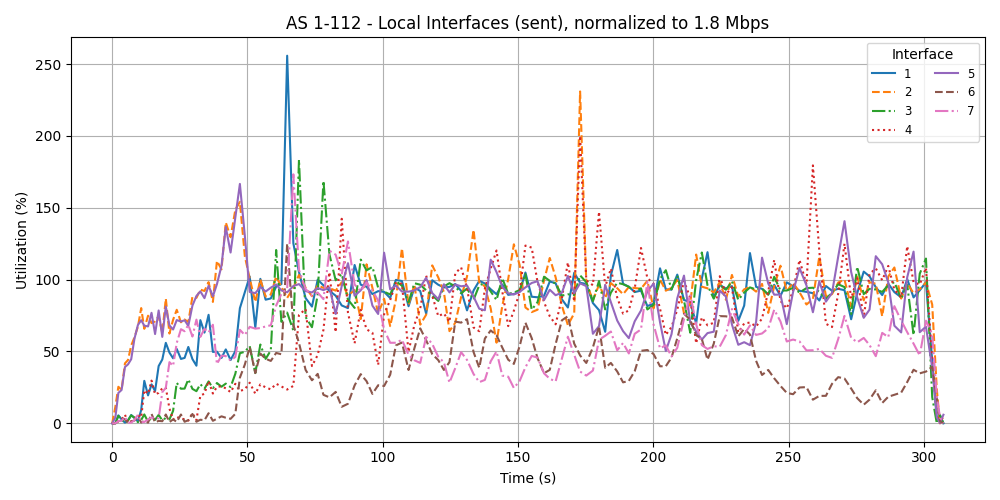 AS 1-112 - Local Interfaces (sent), normalized to 1.8 Mbps
Interface
1 5
2 6
3 7
4
250
200
150
100
50
0
Utilization (%)
0 50 100 150 200 250 300
Time (s)